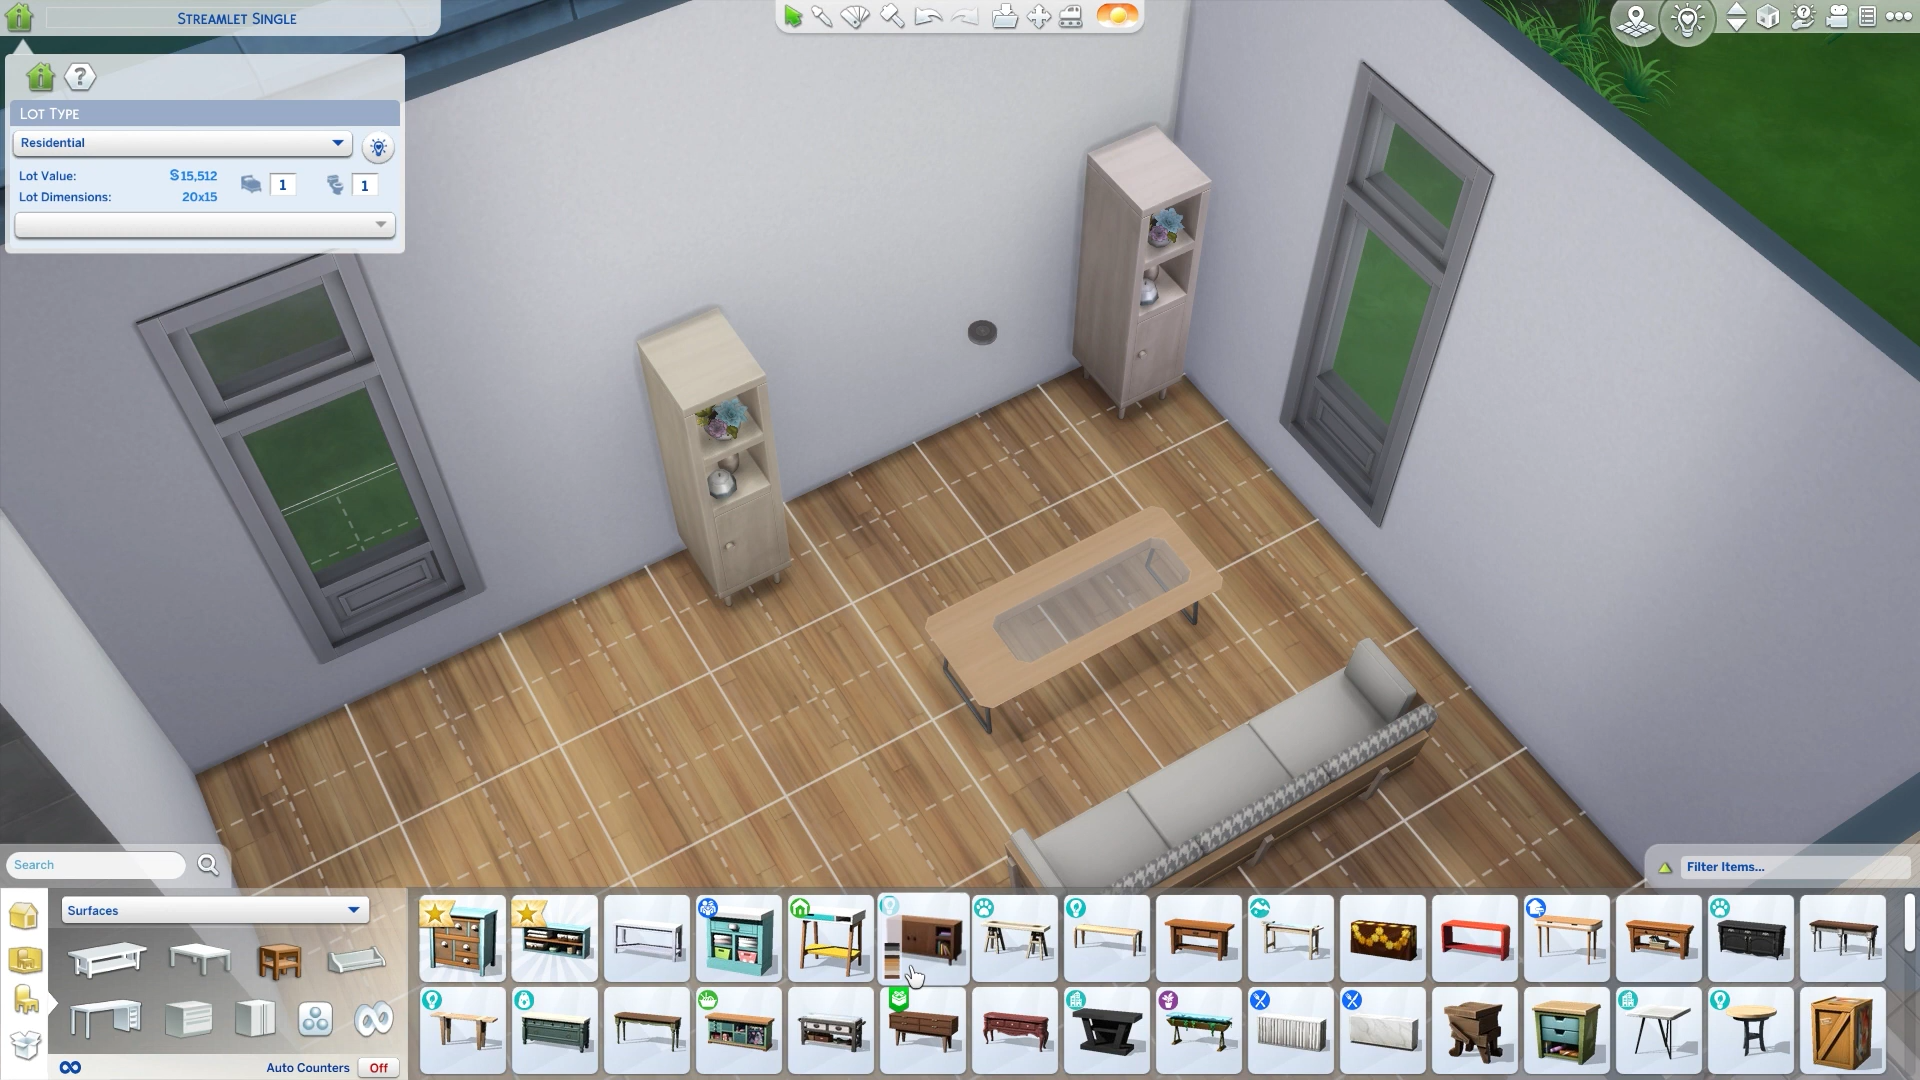 Streamlet Single
?
Lot Type
Residential
Lot Value: §15,512 1 1
Lot Dimensions: 20x15
Search
Filter Items...
Surfaces
Auto Counters Off